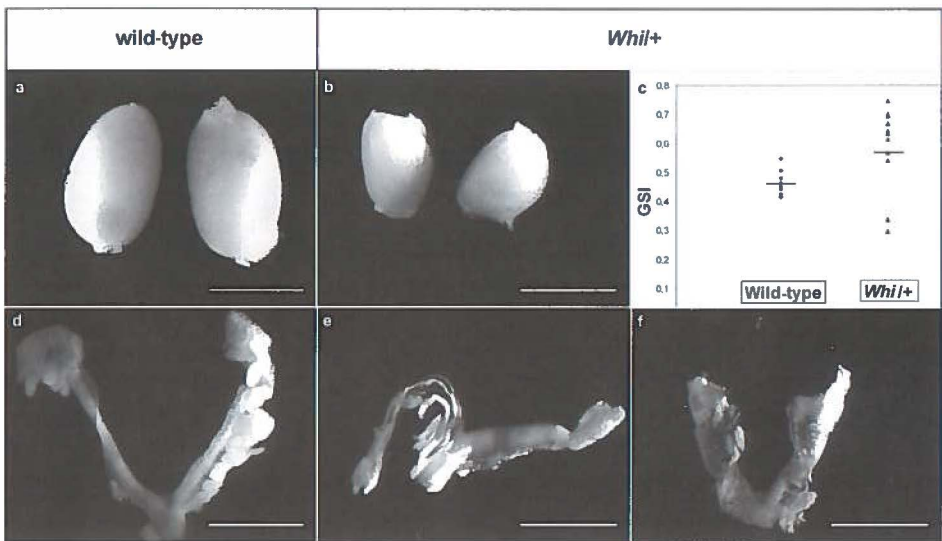 wild-type
Whi/+
a
b
c
0,8
0,7
0,6
0,5
0,4
0,3
0,2
0,1
GSI
Wild-type
Whi/+
d
e
f